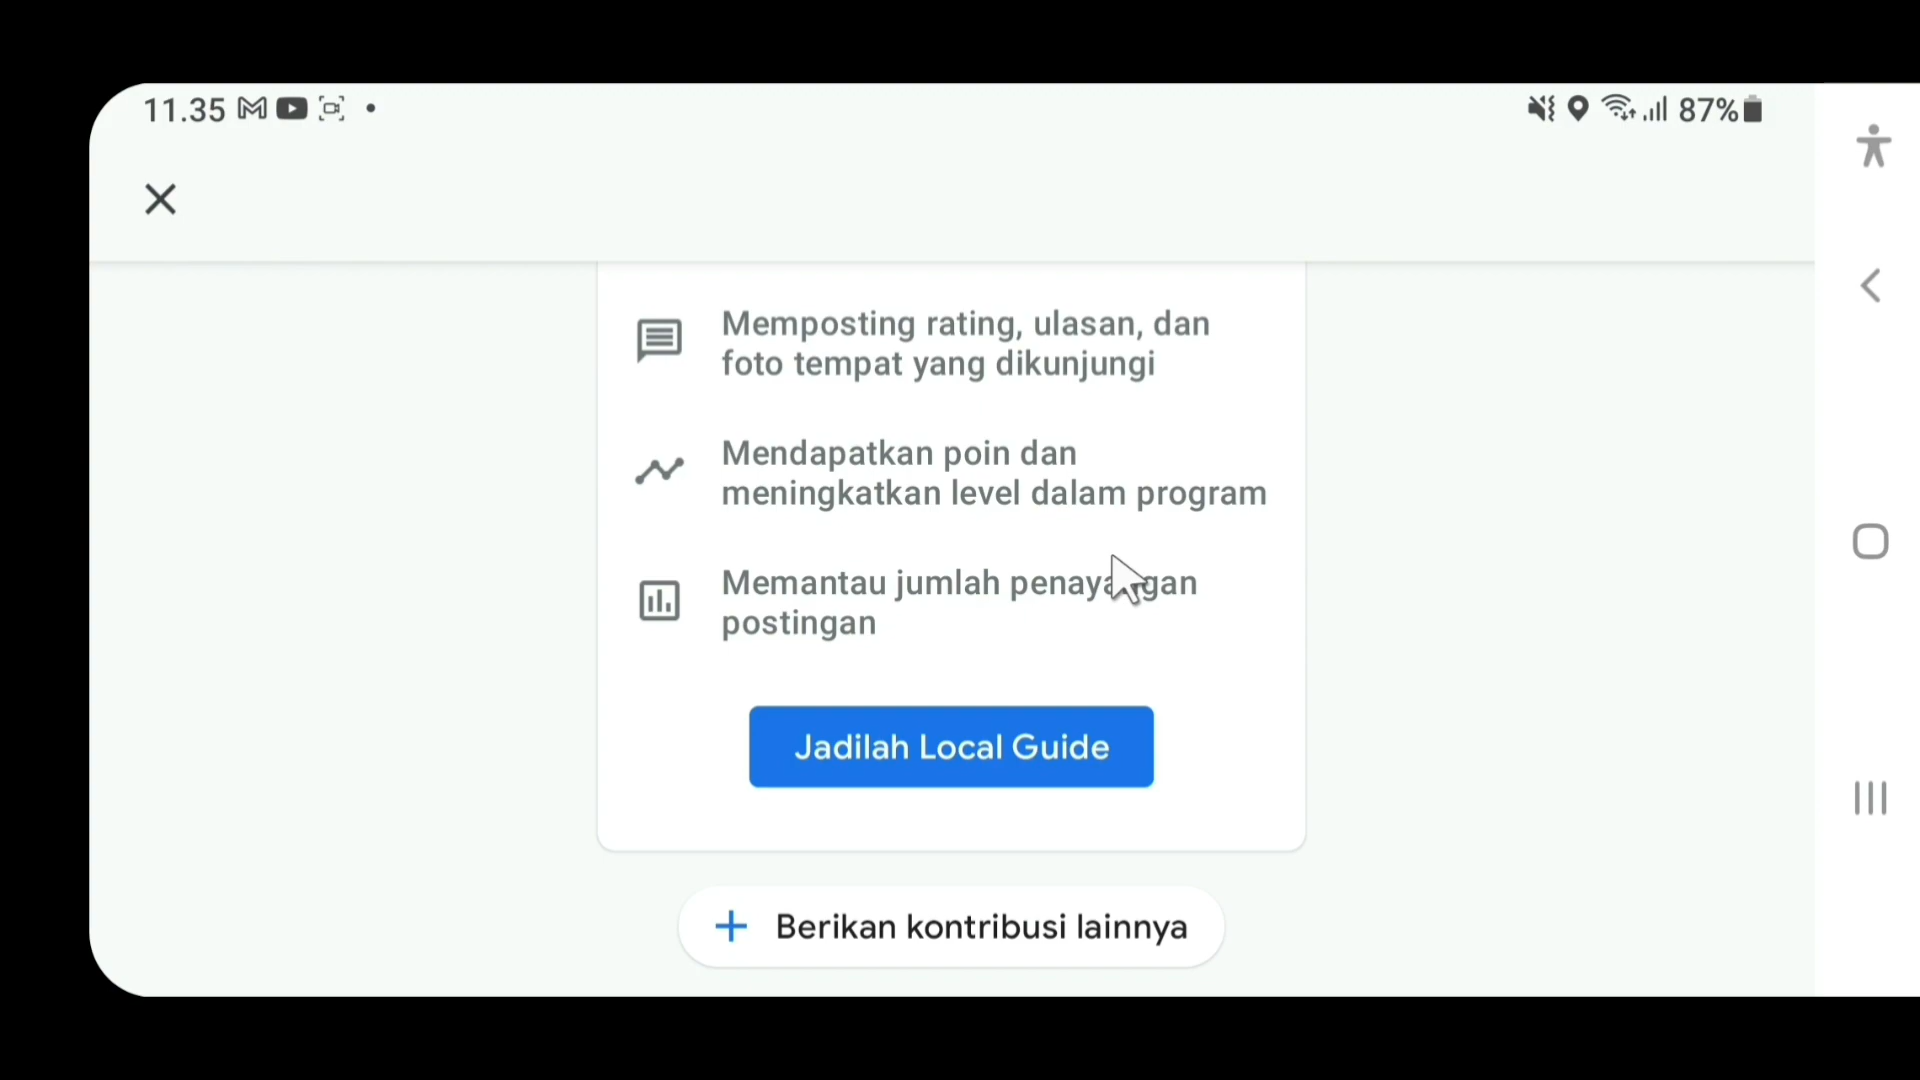 11.35
87%
Memposting rating, ulasan, dan
foto tempat yang dikunjungi
Mendapatkan poin dan
meningkatkan level dalam program
Memantau jumlah penayangan
postingan
Jadilah Local Guide
Berikan kontribusi lainnya